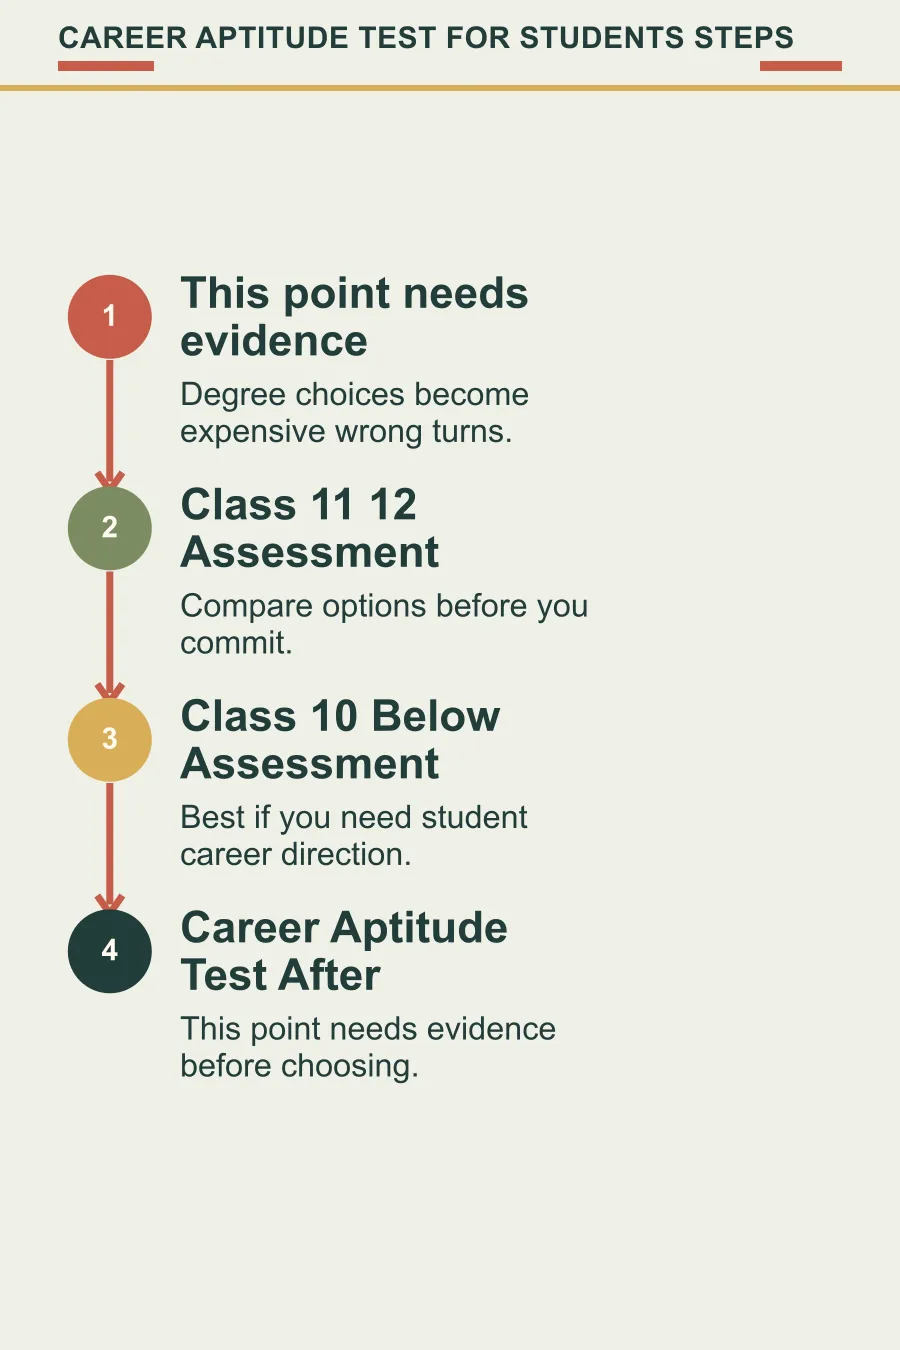 CAREER APTITUDE TEST FOR STUDENTS STEPS
1
This point needs
evidence
Degree choices become
expensive wrong turns.
2
Class 11 12
Assessment
Compare options before you
commit.
3
Class 10 Below
Assessment
Best if you need student
career direction.
4
Career Aptitude
Test After
This point needs evidence
before choosing.